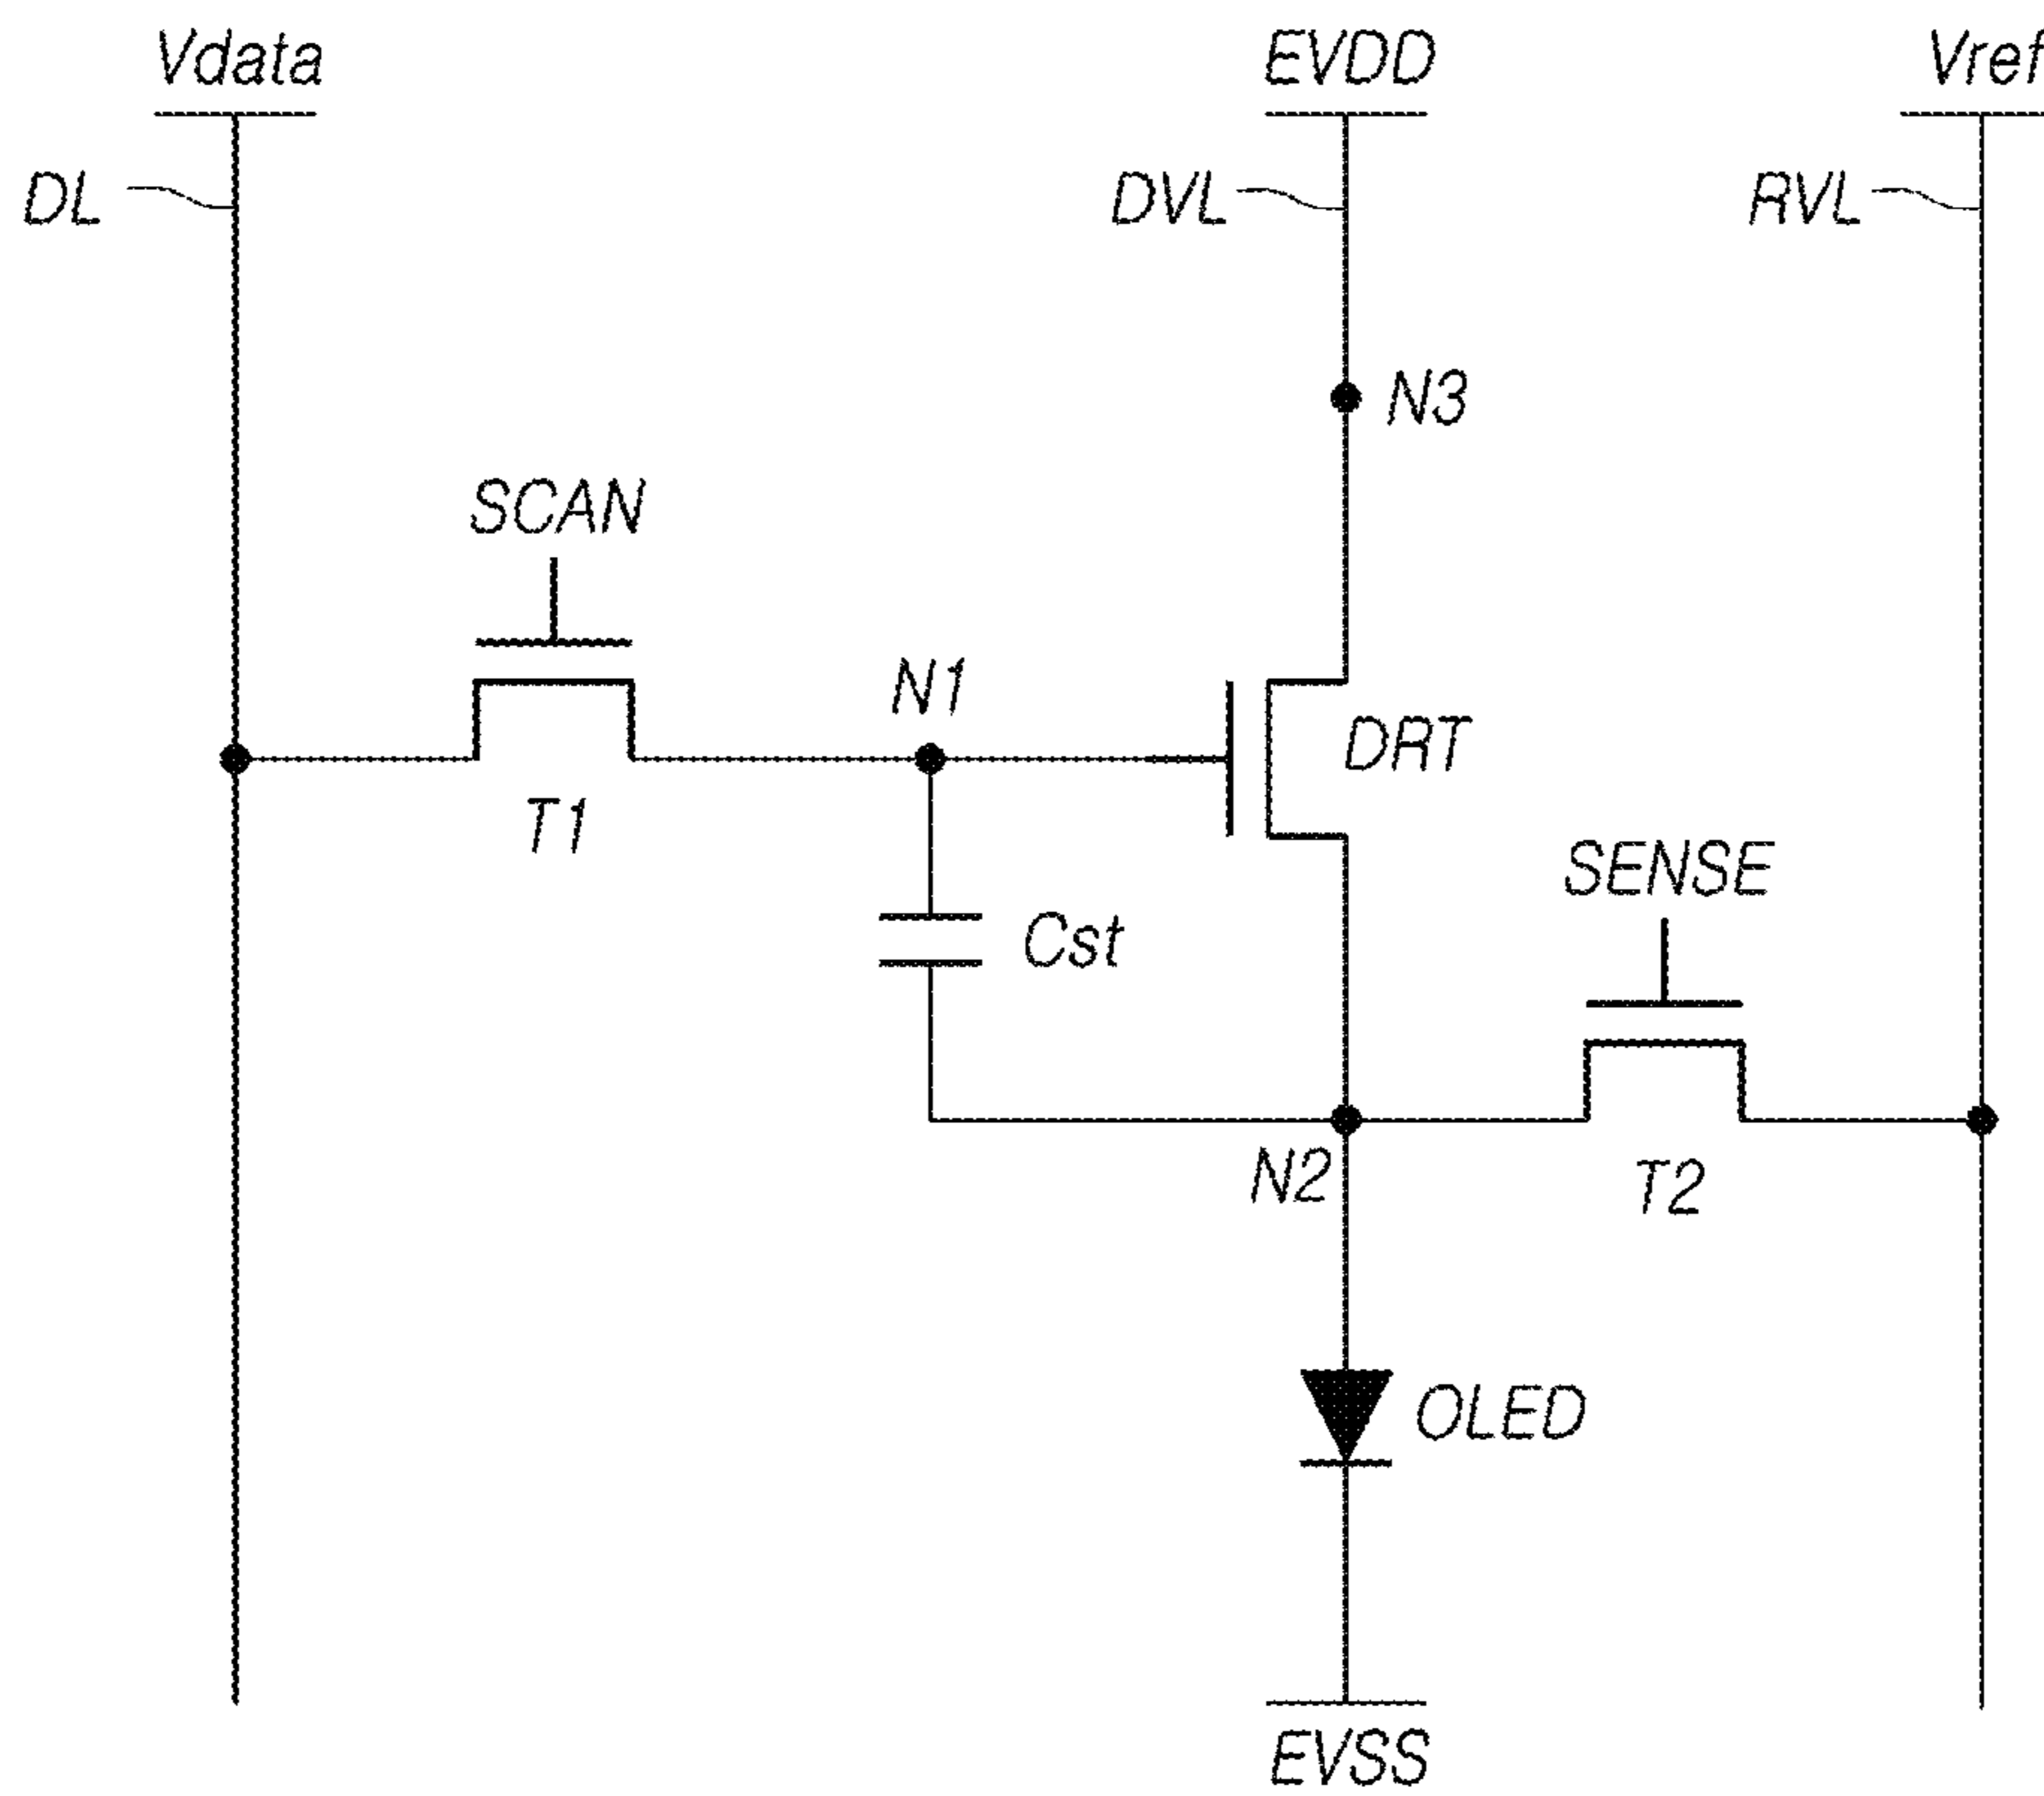 Vdata
EVDD
Vref
DL
DVL
RVL
N3
SCAN
N1
DRT
T1
SENSE
Cst
N2
T2
OLED
EVSS